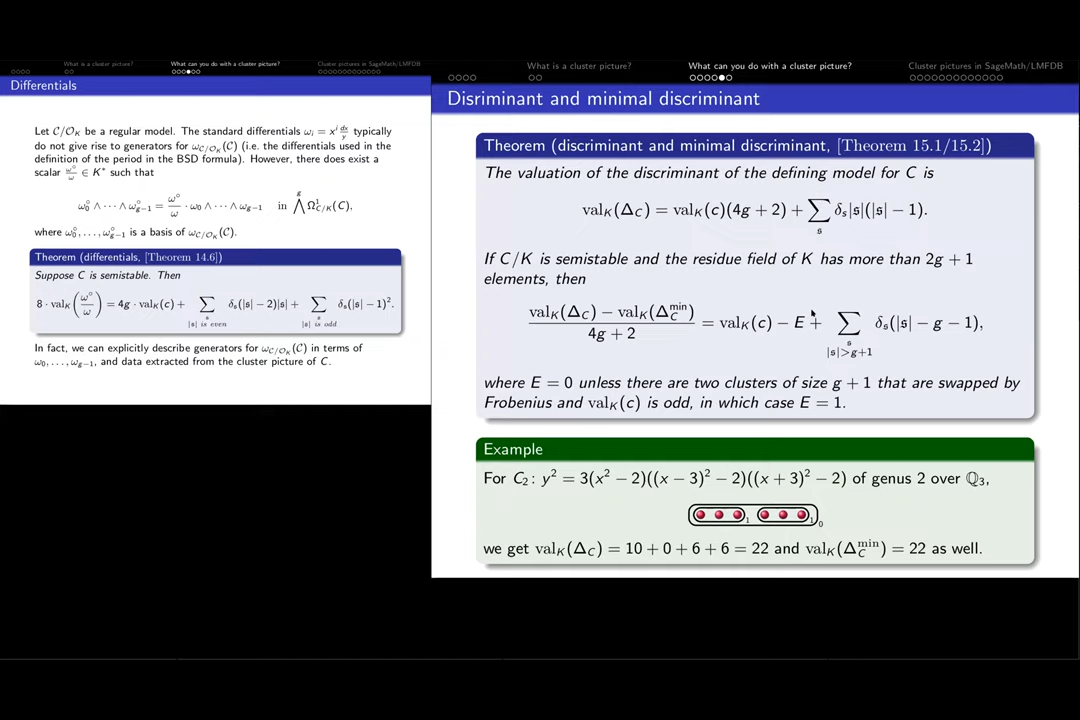 What is a cluster picture?
What can you do with a cluster picture?
Cluster pictures in SageMath/LMFDB
Differentials
Let C/O_K be a regular model. The standard differentials ω_i = x^i dx/y typically
do not give rise to generators for ω_{C/O_K}(C) (i.e. the differentials used in the
definition of the period in the BSD formula). However, there does exist a
scalar ω°/ω ∈ K* such that
ω°_0 ∧ ··· ∧ ω°_{g−1} = ω°/ω · ω_0 ∧ ··· ∧ ω_{g−1} in ⋀^g Ω^1_{C/K}(C),
where ω°_0, . . . , ω°_{g−1} is a basis of ω_{C/O_K}(C).
Theorem (differentials, [Theorem 14.6])
Suppose C is semistable. Then
8 · val_K(ω°/ω) = 4g · val_K(c) + ∑_{s, |s| is even} δ_s(|s| − 2)|s| + ∑_{s, |s| is odd} δ_s(|s| − 1)^2.
In fact, we can explicitly describe generators for ω_{C/O_K}(C) in terms of
ω_0, . . . , ω_{g−1}, and data extracted from the cluster picture of C.
What is a cluster picture?
What can you do with a cluster picture?
Cluster pictures in SageMath/LMFDB
Disriminant and minimal discriminant
Theorem (discriminant and minimal discriminant, [Theorem 15.1/15.2])
The valuation of the discriminant of the defining model for C is
val_K(Δ_C) = val_K(c)(4g + 2) + ∑_s δ_s|s|(|s| − 1).
If C/K is semistable and the residue field of K has more than 2g + 1
elements, then
(val_K(Δ_C) − val_K(Δ_C^min))/(4g + 2) = val_K(c) − E + ∑_{s, |s|>g+1} δ_s(|s| − g − 1),
where E = 0 unless there are two clusters of size g + 1 that are swapped by
Frobenius and val_K(c) is odd, in which case E = 1.
Example
For C_2 : y^2 = 3(x^2 − 2)((x − 3)^2 − 2)((x + 3)^2 − 2) of genus 2 over ℚ_3,
1 1 0
we get val_K(Δ_C) = 10 + 0 + 6 + 6 = 22 and val_K(Δ_C^min) = 22 as well.